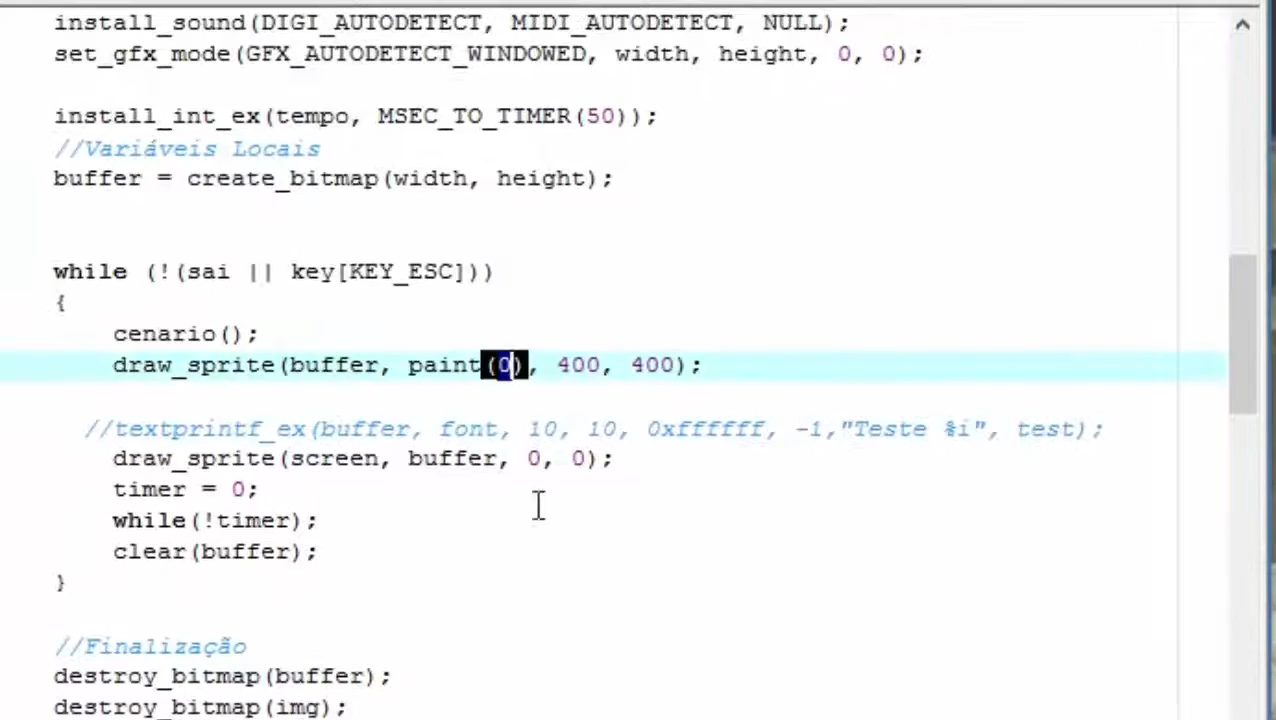 install_sound(DIGI_AUTODETECT, MIDI_AUTODETECT, NULL);
set_gfx_mode(GFX_AUTODETECT_WINDOWED, width, height, 0, 0);
install_int_ex(tempo, MSEC_TO_TIMER(50));
//Variáveis Locais
buffer = create_bitmap(width, height);
while (!(sai || key[KEY_ESC]))
{
cenario();
draw_sprite(buffer, paint(0), 400, 400);
//textprintf_ex(buffer, font, 10, 10, 0xffffff, -1,"Teste %i", test);
draw_sprite(screen, buffer, 0, 0);
timer = 0;
while(!timer);
clear(buffer);
}
//Finalização
destroy_bitmap(buffer);
destroy_bitmap(img);